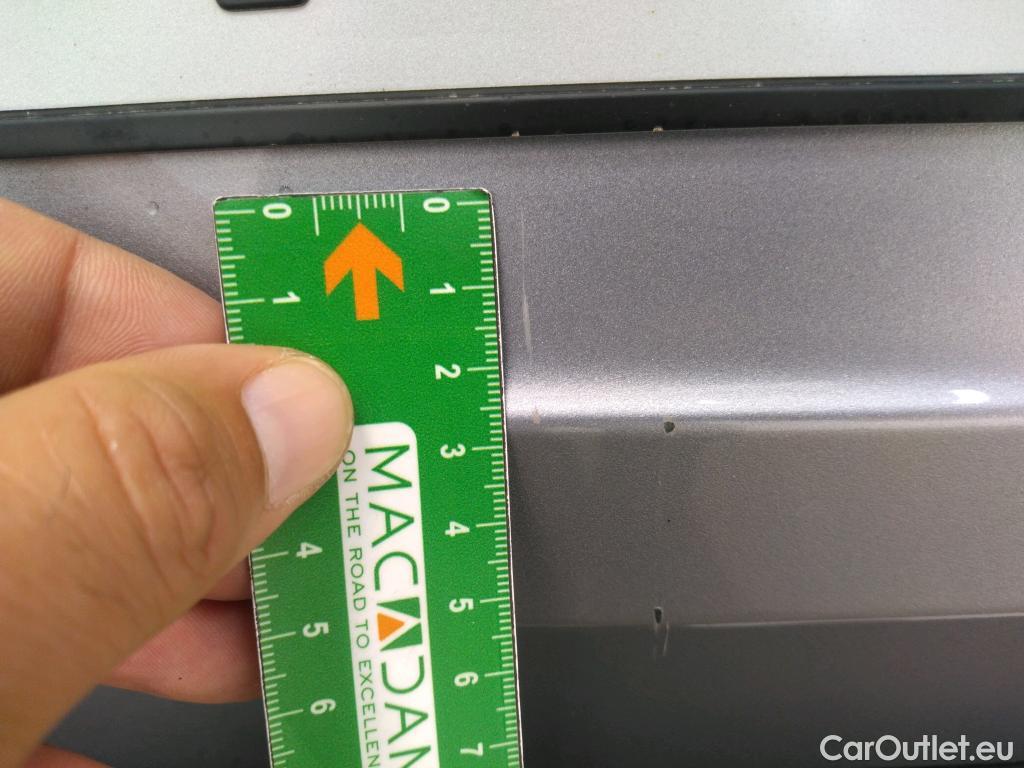 0 0
1 1
2
3
4 4
5 5
6 6
7
MACADAM
ON THE ROAD TO EXCELLEN
CarOutlet.eu